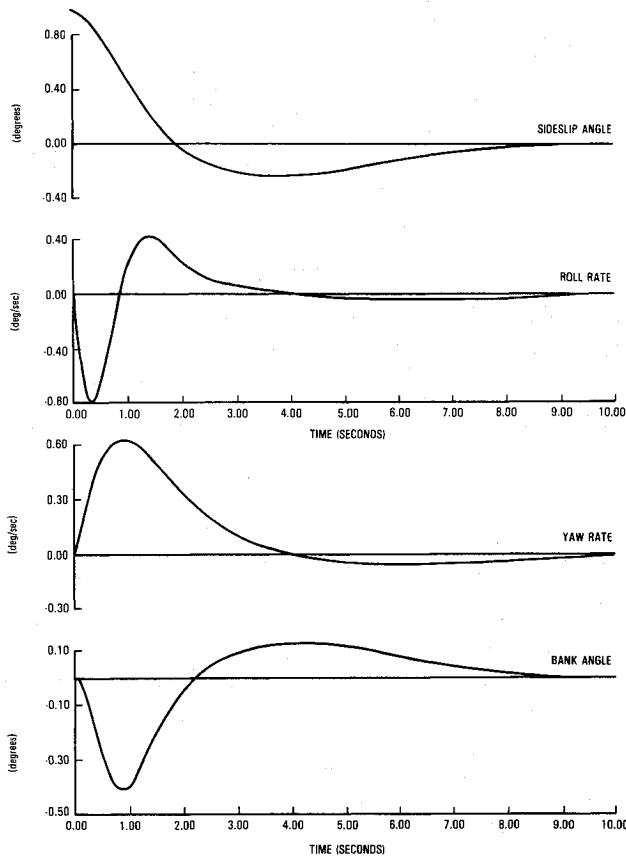 0.80
0.40
(degrees)
0.00
SIDESLIP ANGLE
-0.40
0.40
ROLL RATE
0.00
(deg/sec)
-0.40
-0.80
0.00 1.00 2.00 3.00 4.00 5.00 6.00 7.00 8.00 9.00 10.00
TIME (SECONDS)
0.60
0.30
(deg/sec)
YAW RATE
0.00
-0.30
0.10
BANK ANGLE
-0.10
(degrees)
-0.30
-0.50
0.00 1.00 2.00 3.00 4.00 5.00 6.00 7.00 8.00 9.00 10.00
TIME (SECONDS)